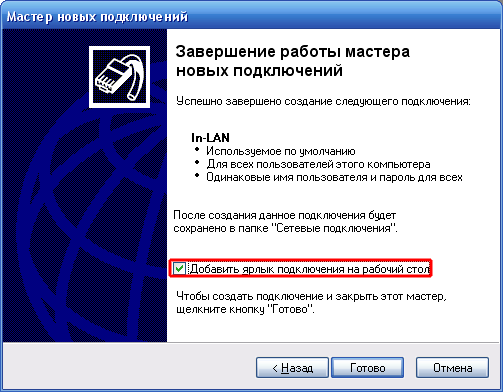 Мастер новых подключений
Завершение работы мастера
новых подключений
Успешно завершено создание следующего подключения:
In-LAN
• Используемое по умолчанию
• Для всех пользователей этого компьютера
• Одинаковые имя пользователя и пароль для всех
После создания данное подключение будет
сохранено в папке "Сетевые подключения".
Добавить ярлык подключения на рабочий стол
Чтобы создать подключение и закрыть этот мастер,
щелкните кнопку "Готово".
< Назад Готово Отмена